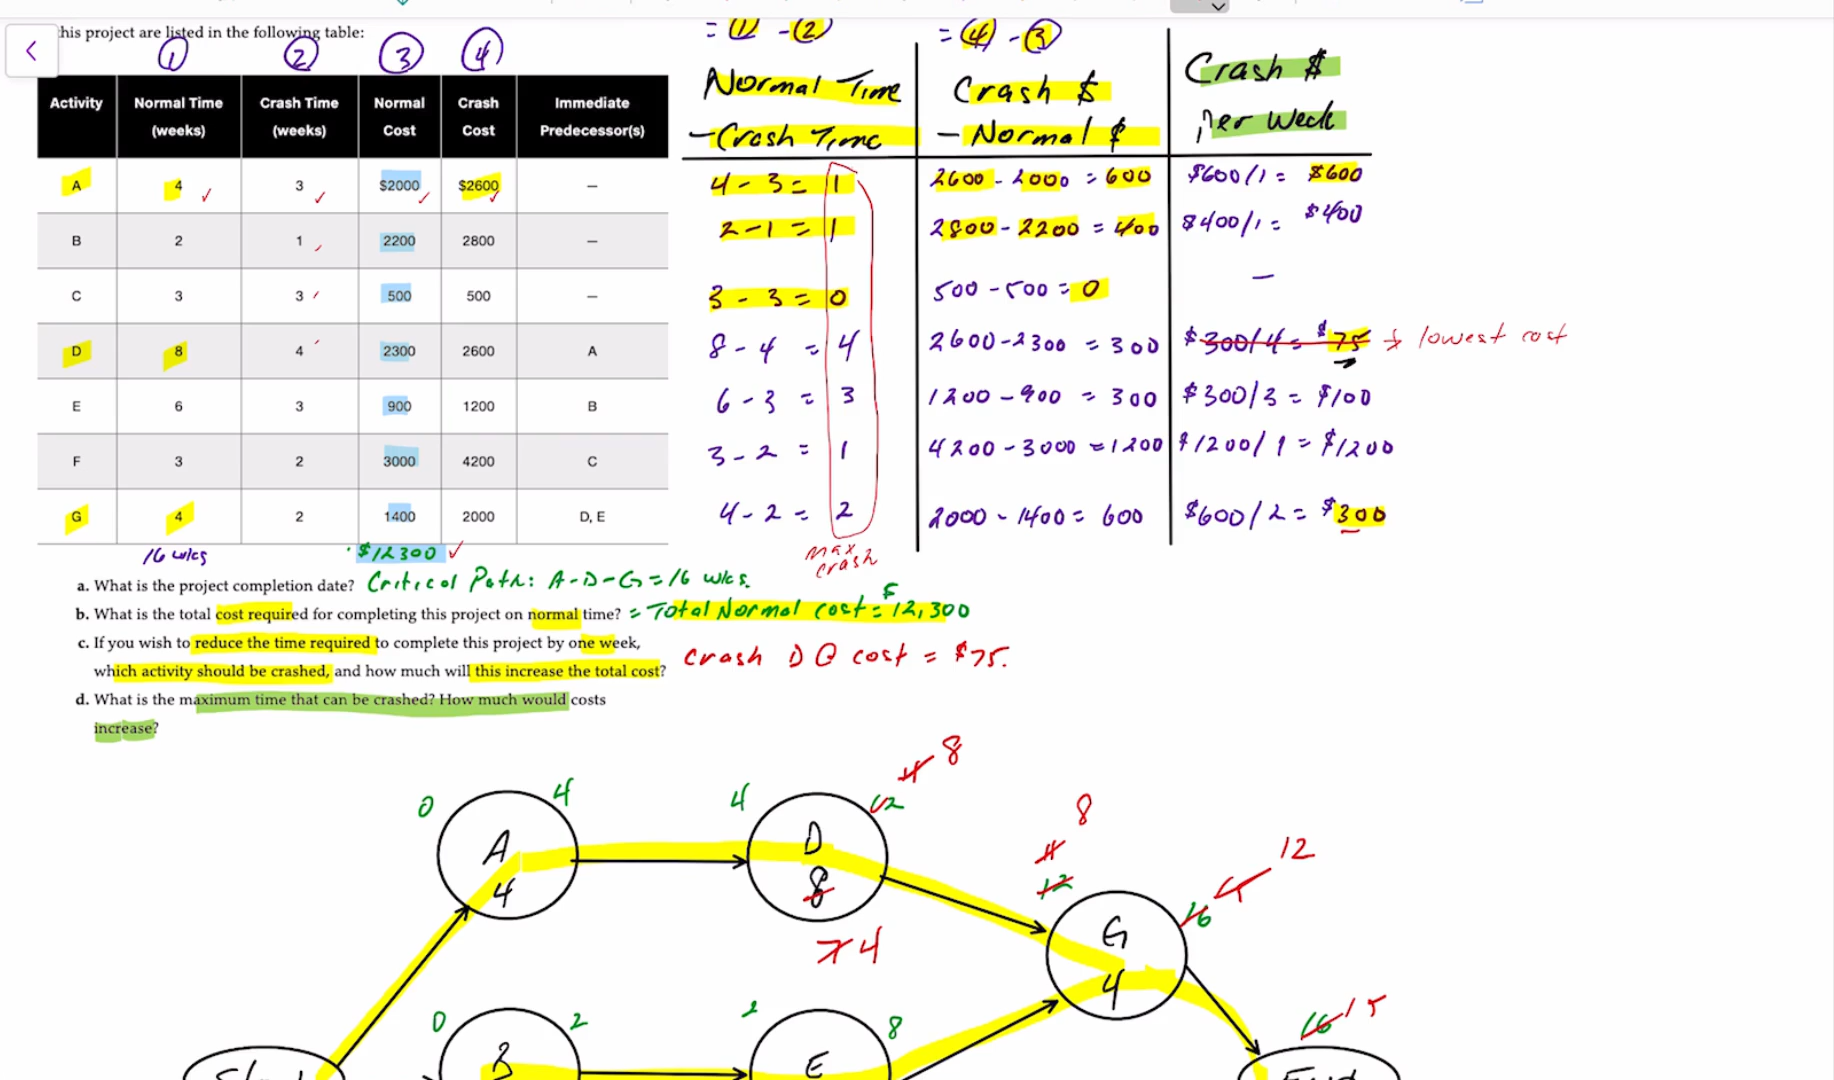 this project are listed in the following table:
① ② ③ ④
Activity Normal Time (weeks) Crash Time (weeks) Normal Cost Crash Cost Immediate Predecessor(s)
A 4 3 $2000 $2600 –
B 2 1 2200 2800 –
C 3 3 500 500 –
D 8 4 2300 2600 A
E 6 3 900 1200 B
F 3 2 3000 4200 C
G 4 2 1400 2000 D, E
16 wks $12300
= ① - ②
Normal Time
- Crash Time
4 - 3 = 1
2 - 1 = 1
3 - 3 = 0
8 - 4 = 4
6 - 3 = 3
3 - 2 = 1
4 - 2 = 2
max
crash
= ④ - ③
Crash $
- Normal $
2600 - 2000 = 600
2800 - 2200 = 400
500 - 500 = 0
2600 - 2300 = 300
1200 - 900 = 300
4200 - 3000 = 1200
2000 - 1400 = 600
Crash $
Per Week
$600/1 = $600
$400/1 = $400
–
$300/4 = $75 lowest cost
$300/3 = $100
$1200/1 = $1200
$600/2 = $300
a. What is the project completion date? Critical Path: A-D-G = 16 wks.
b. What is the total cost required for completing this project on normal time? = Total Normal cost = $12,300
c. If you wish to reduce the time required to complete this project by one week,
which activity should be crashed, and how much will this increase the total cost? Crash D @ cost = $75.
d. What is the maximum time that can be crashed? How much would costs
increase?
0 A 4 4
4 D 8 12 8
7 4
12 8 G 4 16 12
0 B 2
2 E 8
16 15
Start
End